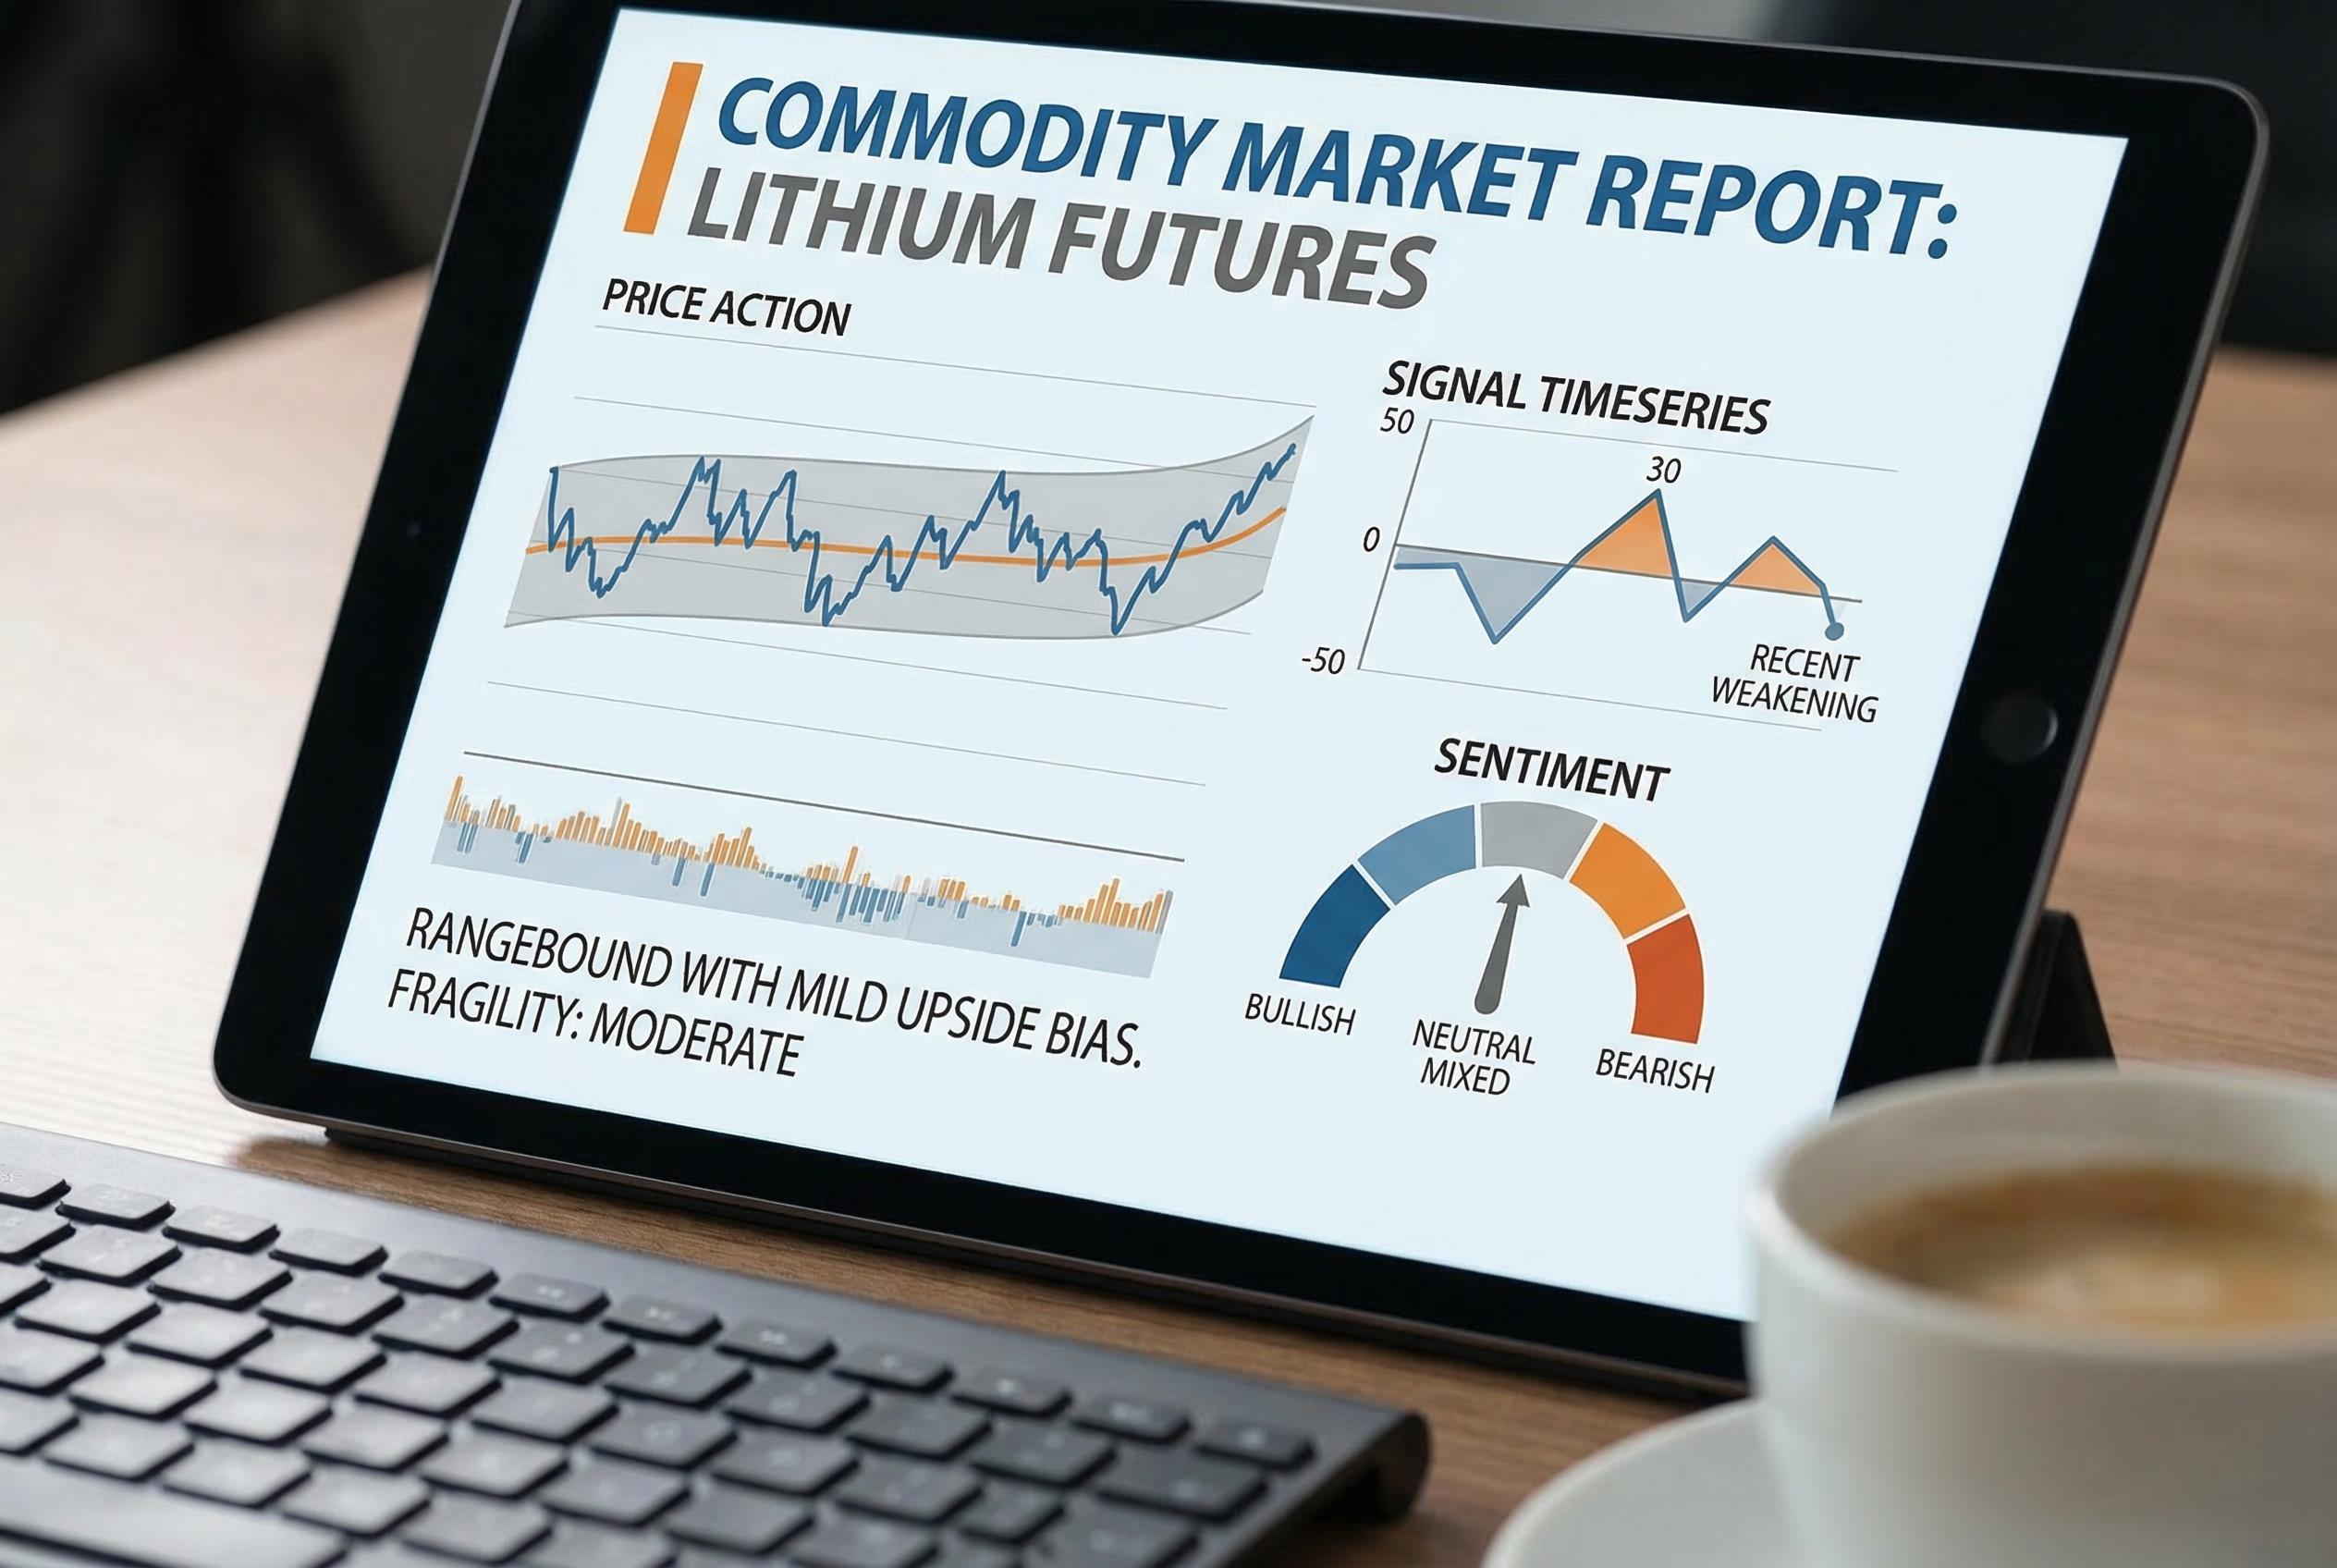 COMMODITY MARKET REPORT:
LITHIUM FUTURES
PRICE ACTION
RANGEBOUND WITH MILD UPSIDE BIAS.
FRAGILITY: MODERATE
SIGNAL TIMESERIES
50
30
0
-50
RECENT
WEAKENING
SENTIMENT
BULLISH
NEUTRAL
MIXED
BEARISH